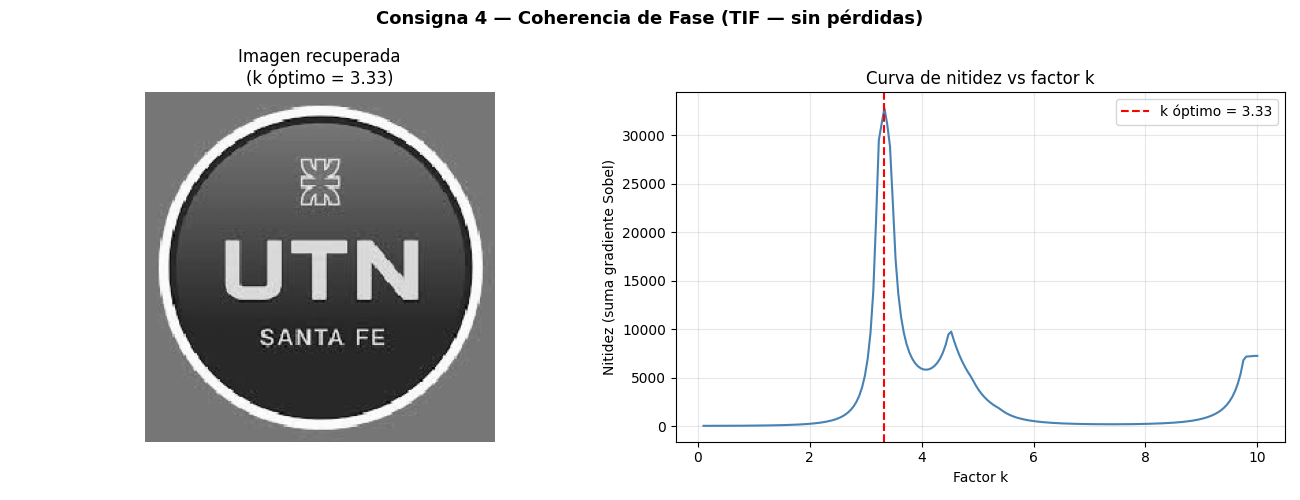 Consigna 4 — Coherencia de Fase (TIF — sin pérdidas)
Imagen recuperada
(k óptimo = 3.33)
UTN
SANTA FE
Curva de nitidez vs factor k
k óptimo = 3.33
Nitidez (suma gradiente Sobel)
30000
25000
20000
15000
10000
5000
0
0 2 4 6 8 10
Factor k